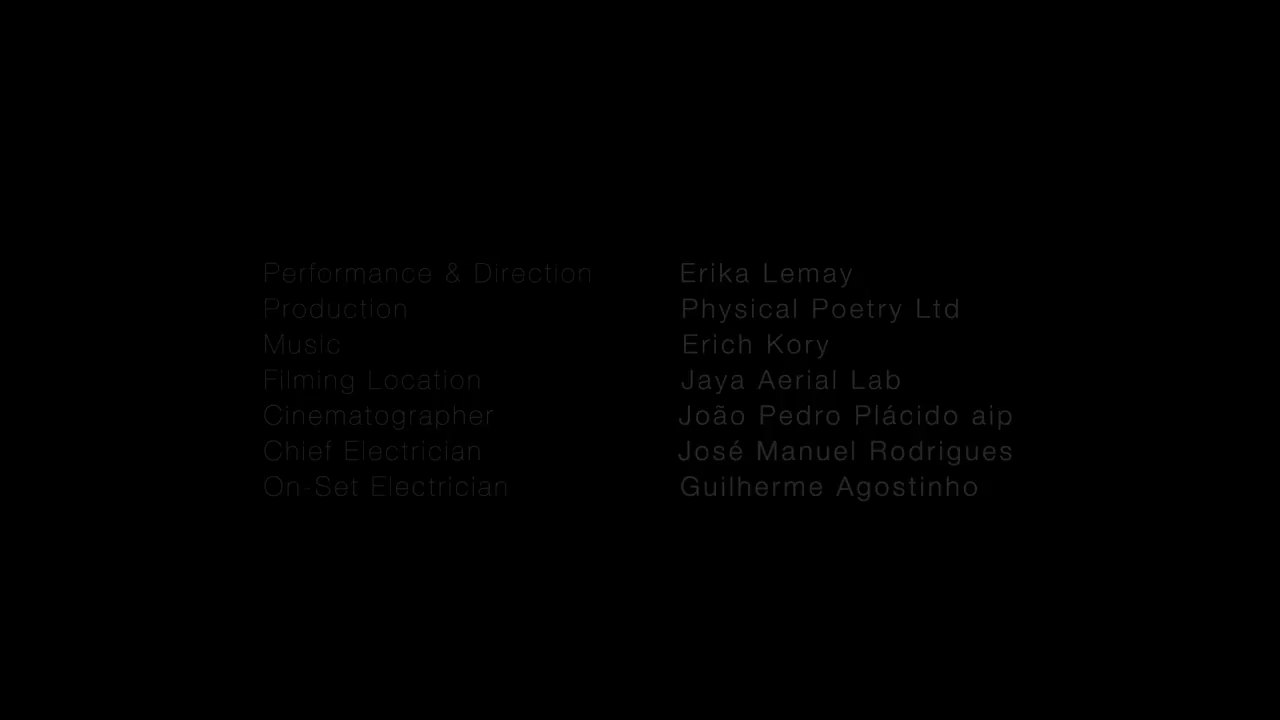 Performance & Direction Erika Lemay
Production Physical Poetry Ltd
Music Erich Kory
Filming Location Jaya Aerial Lab
Cinematographer João Pedro Plácido aip
Chief Electrician José Manuel Rodrigues
On-Set Electrician Guilherme Agostinho